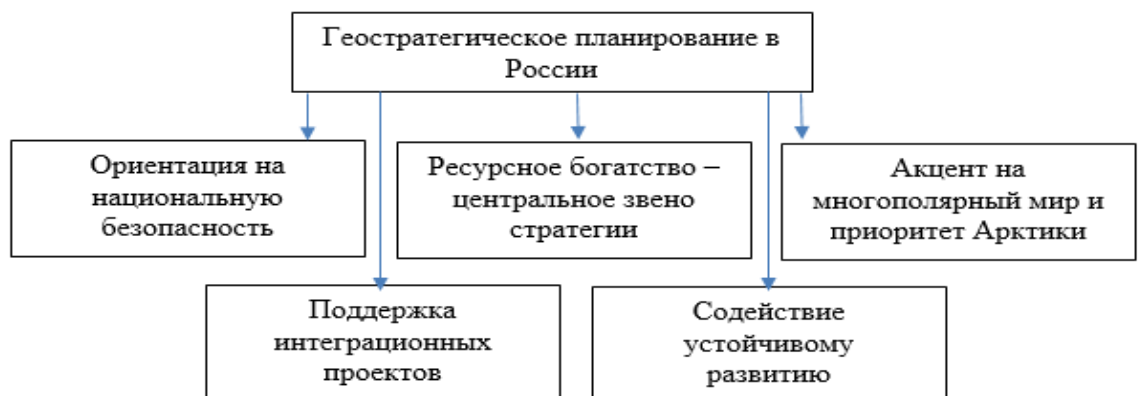 Геостратегическое планирование в
России
Ориентация на
национальную
безопасность
Ресурсное богатство –
центральное звено
стратегии
Акцент на
многополярный мир и
приоритет Арктики
Поддержка
интеграционных
проектов
Содействие
устойчивому
развитию